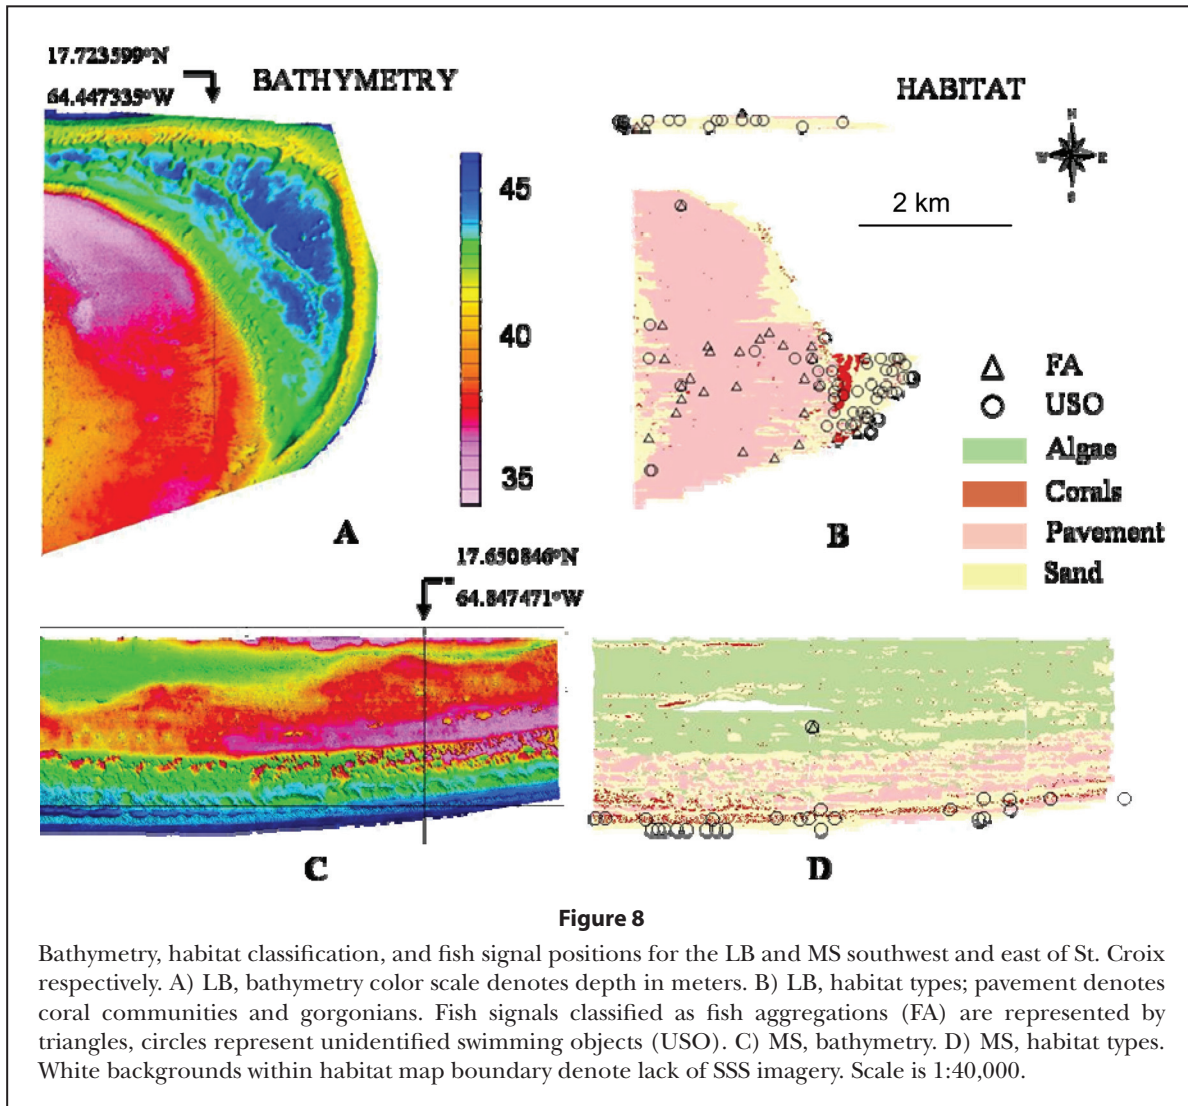 17.723599°N
64.447335°W
BATHYMETRY
HABITAT
N
W E
S
2 km
45
40
35
FA
USO
Algae
Corals
Pavement
Sand
A
B
17.650846°N
64.847471°W
C
D
Figure 8
Bathymetry, habitat classification, and fish signal positions for the LB and MS southwest and east of St. Croix
respectively. A) LB, bathymetry color scale denotes depth in meters. B) LB, habitat types; pavement denotes
coral communities and gorgonians. Fish signals classified as fish aggregations (FA) are represented by
triangles, circles represent unidentified swimming objects (USO). C) MS, bathymetry. D) MS, habitat types.
White backgrounds within habitat map boundary denote lack of SSS imagery. Scale is 1:40,000.